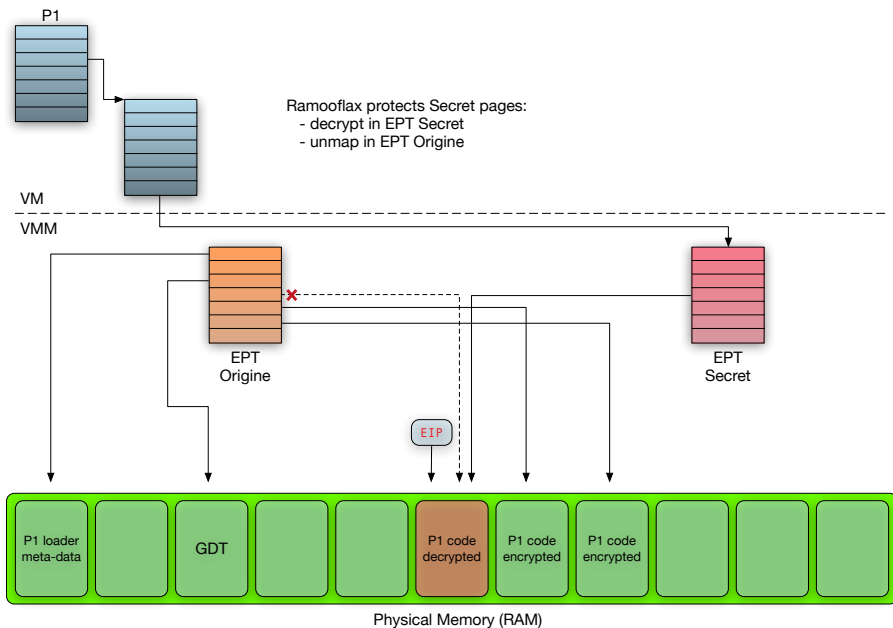 P1
Ramooflax protects Secret pages:
- decrypt in EPT Secret
- unmap in EPT Origine
VM
VMM
EPT
Origine
EPT
Secret
EIP
P1 loader
meta-data
GDT
P1 code
decrypted
P1 code
encrypted
P1 code
encrypted
Physical Memory (RAM)